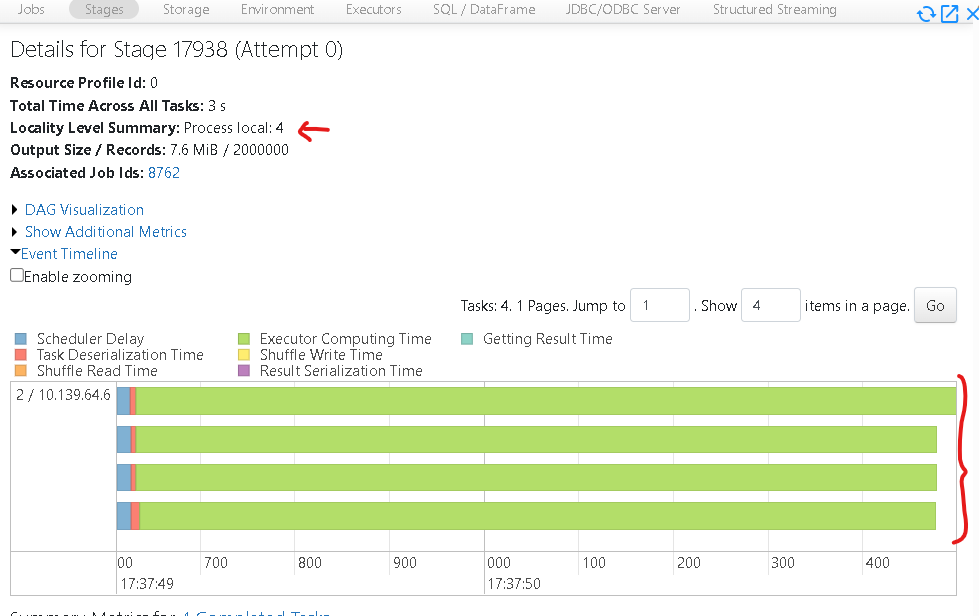 Jobs Stages Storage Environment Executors SQL / DataFrame JDBC/ODBC Server Structured Streaming
Details for Stage 17938 (Attempt 0)
Resource Profile Id: 0
Total Time Across All Tasks: 3 s
Locality Level Summary: Process local: 4
Output Size / Records: 7.6 MiB / 2000000
Associated Job Ids: 8762
DAG Visualization
Show Additional Metrics
Event Timeline
Enable zooming
Tasks: 4. 1 Pages. Jump to 1 . Show 4 items in a page. Go
Scheduler Delay Executor Computing Time Getting Result Time
Task Deserialization Time Shuffle Write Time
Shuffle Read Time Result Serialization Time
2 / 10.139.64.6
00 700 800 900 000 100 200 300 400
17:37:49 17:37:50
Summary Metrics for 4 Completed Tasks